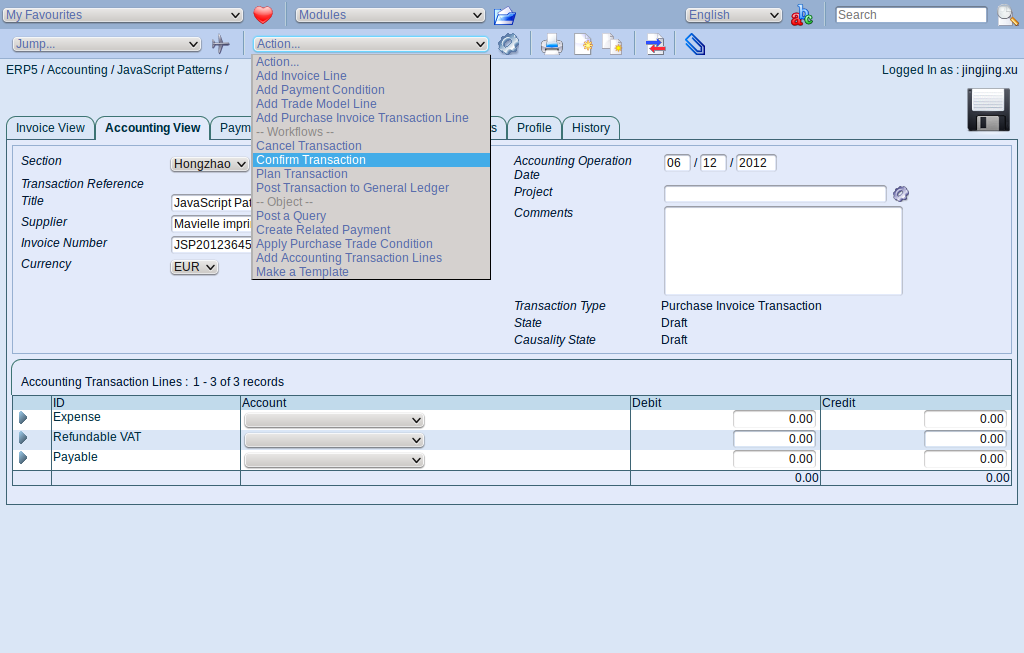 My Favourites Modules English Search
Jump... Action...
ERP5 / Accounting / JavaScript Patterns / Logged In as : jingjing.xu
Action...
Add Invoice Line
Add Payment Condition
Add Trade Model Line
Add Purchase Invoice Transaction Line
-- Workflows --
Cancel Transaction
Confirm Transaction
Plan Transaction
Post Transaction to General Ledger
-- Object --
Post a Query
Create Related Payment
Apply Purchase Trade Condition
Add Accounting Transaction Lines
Make a Template
Invoice View Accounting View Paym s Profile History
Section Hongzhao
Transaction Reference
Title JavaScript Pat
Supplier Mavielle impri
Invoice Number JSP20123645
Currency EUR
Accounting Operation Date 06 / 12 / 2012
Project
Comments
Transaction Type Purchase Invoice Transaction
State Draft
Causality State Draft
Accounting Transaction Lines : 1 - 3 of 3 records
ID Account Debit Credit
Expense 0.00 0.00
Refundable VAT 0.00 0.00
Payable 0.00 0.00
0.00 0.00